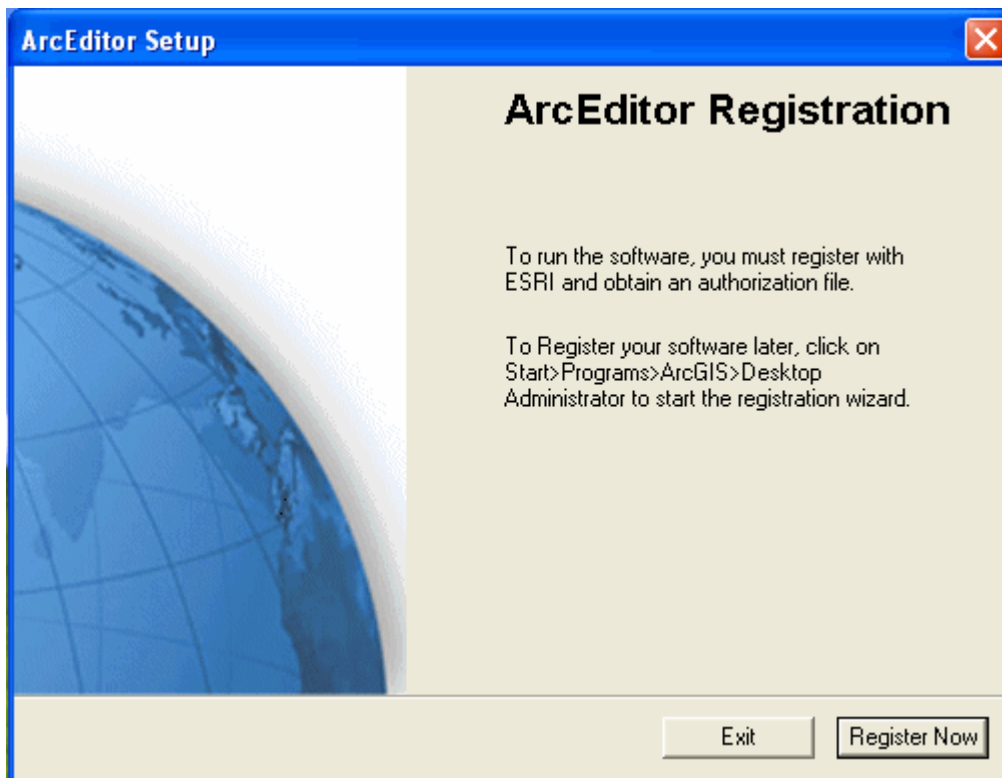 ArcEditor Setup
ArcEditor Registration
To run the software, you must register with
ESRI and obtain an authorization file.
To Register your software later, click on
Start>Programs>ArcGIS>Desktop
Administrator to start the registration wizard.
Exit
Register Now